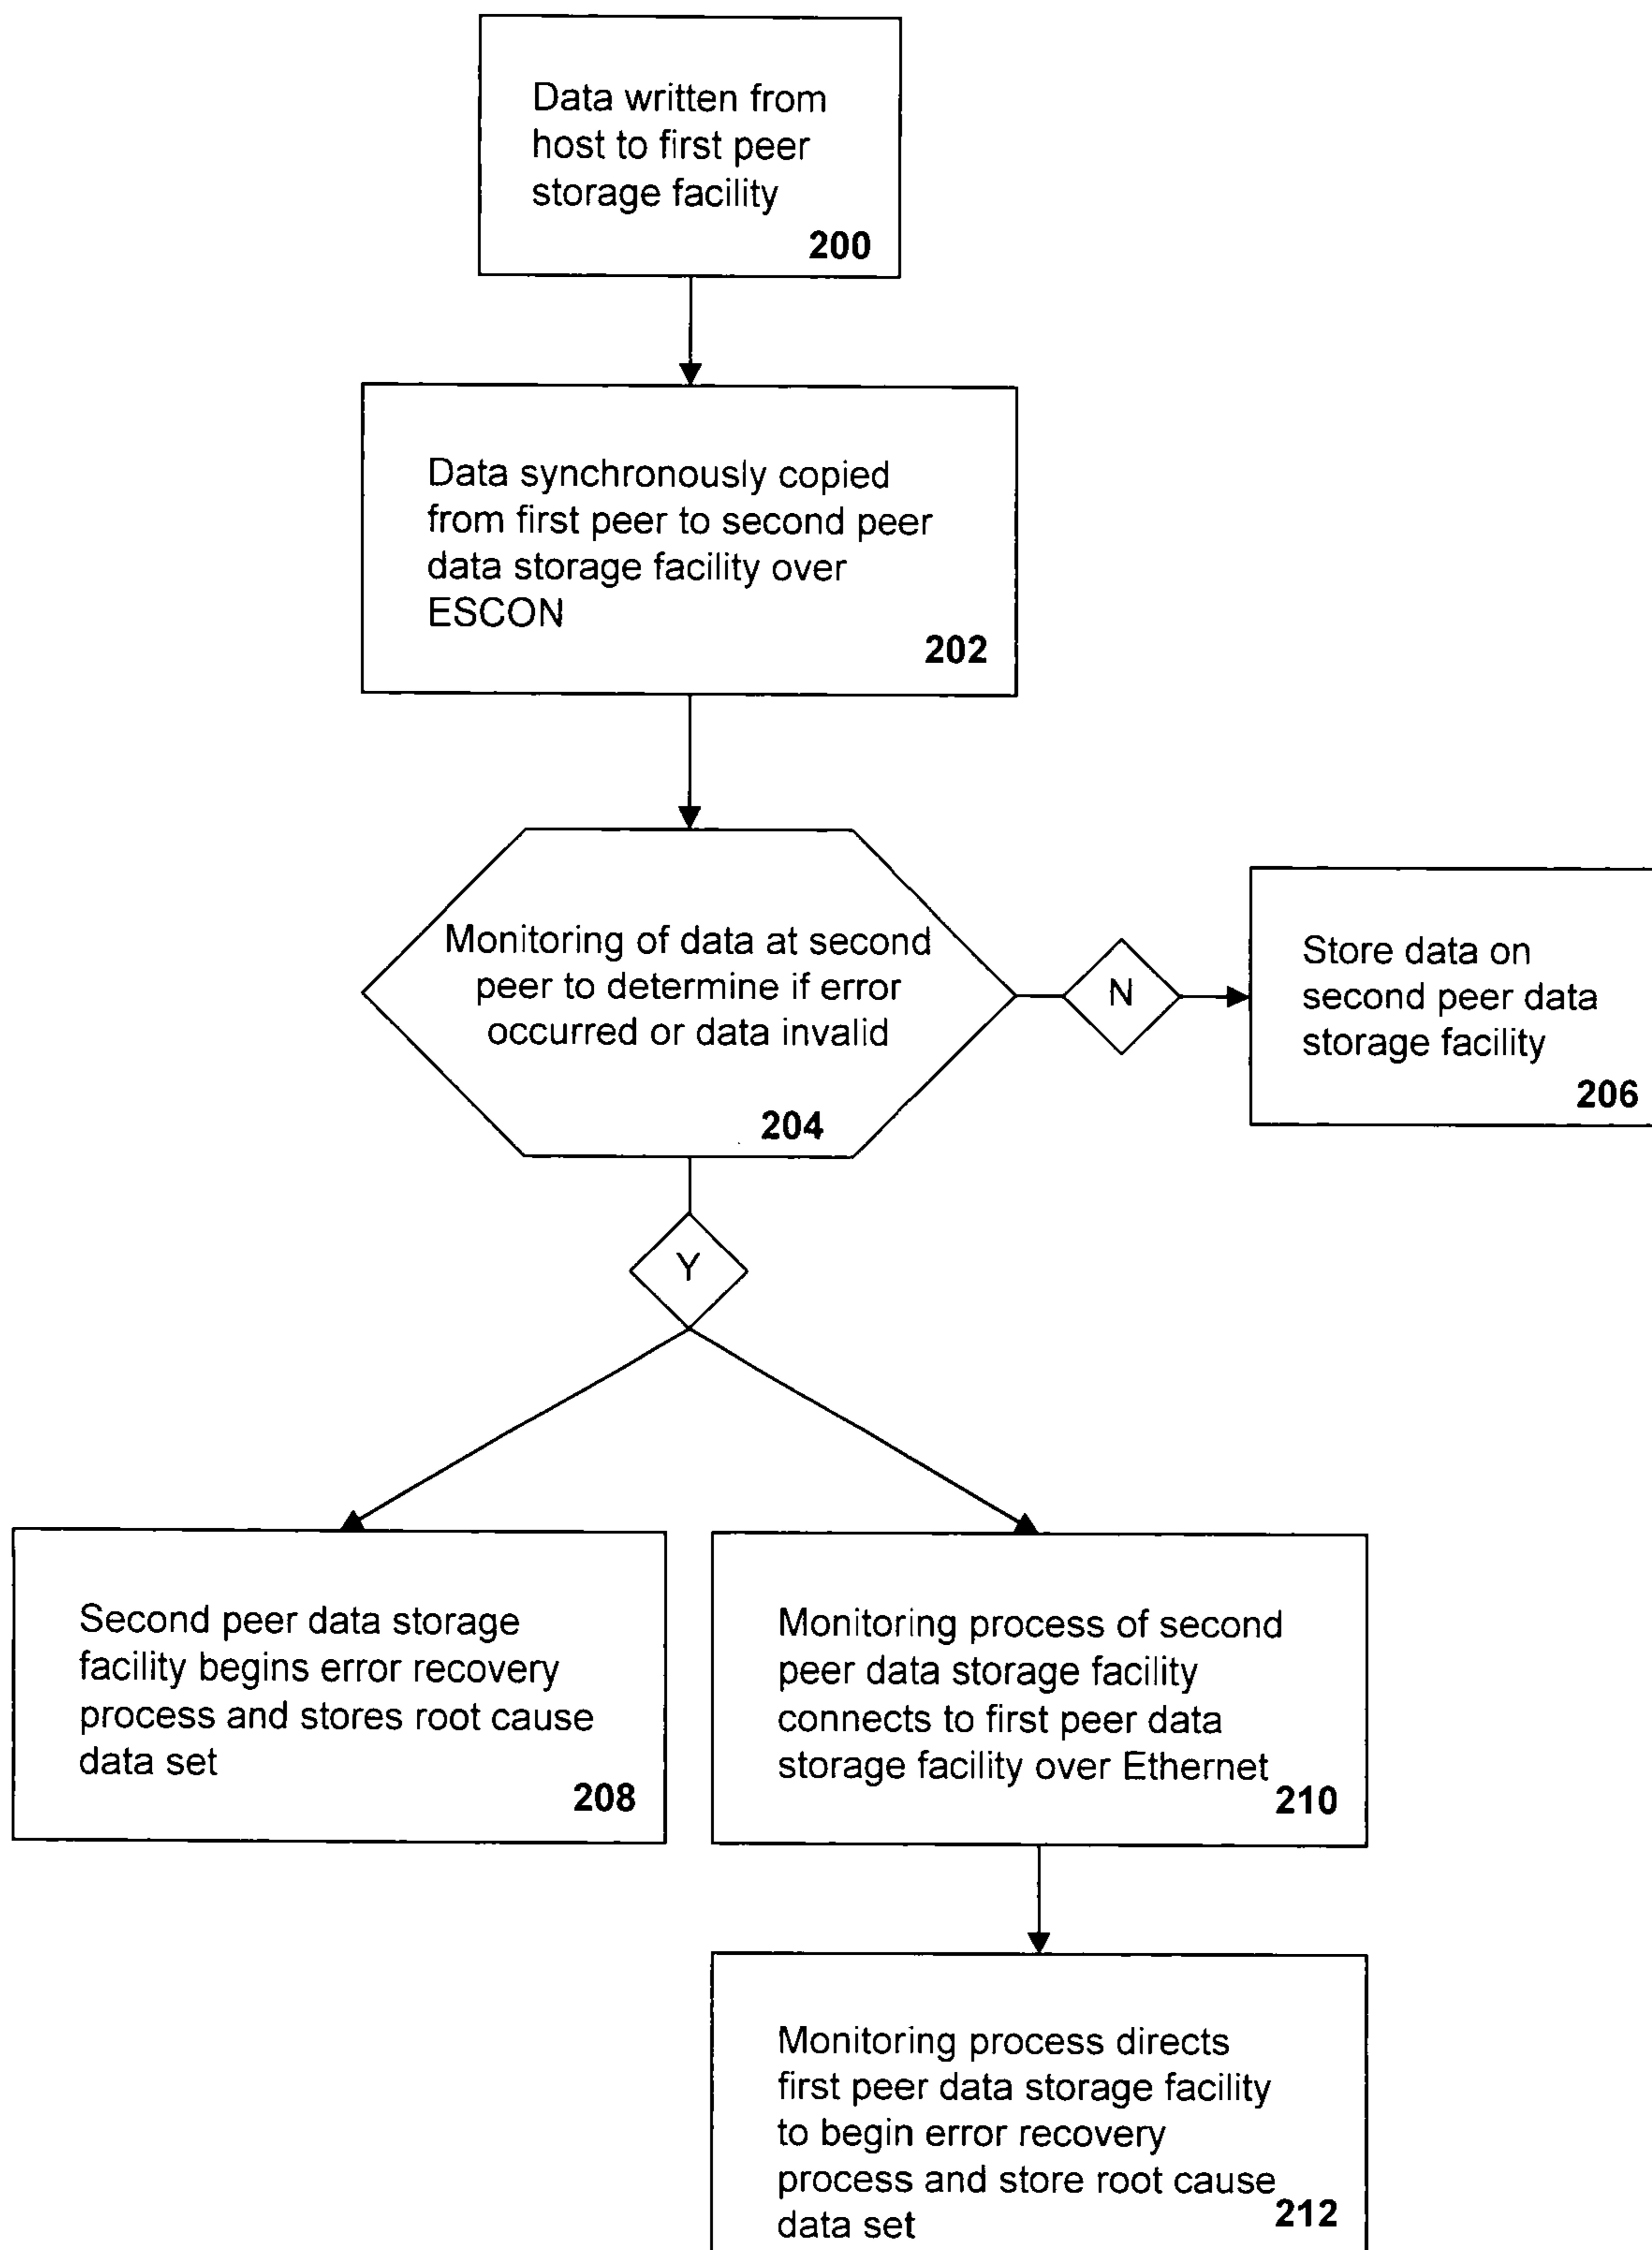 Data written from
host to first peer
storage facility
200
Data synchronously copied
from first peer to second peer
data storage facility over
ESCON
202
Monitoring of data at second
peer to determine if error
occurred or data invalid
204
N
Store data on
second peer data
storage facility
206
Y
Second peer data storage
facility begins error recovery
process and stores root cause
data set
208
Monitoring process of second
peer data storage facility
connects to first peer data
storage facility over Ethernet
210
Monitoring process directs
first peer data storage facility
to begin error recovery
process and store root cause
data set
212